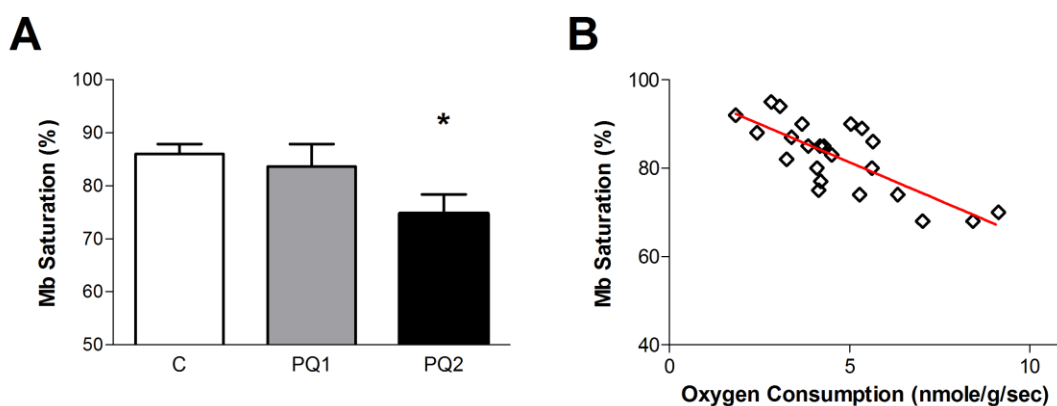 A
B
Mb Saturation (%)
100
90
80
70
60
50
*
C PQ1 PQ2
Mb Saturation (%)
100
80
60
40
0 5 10
Oxygen Consumption (nmole/g/sec)